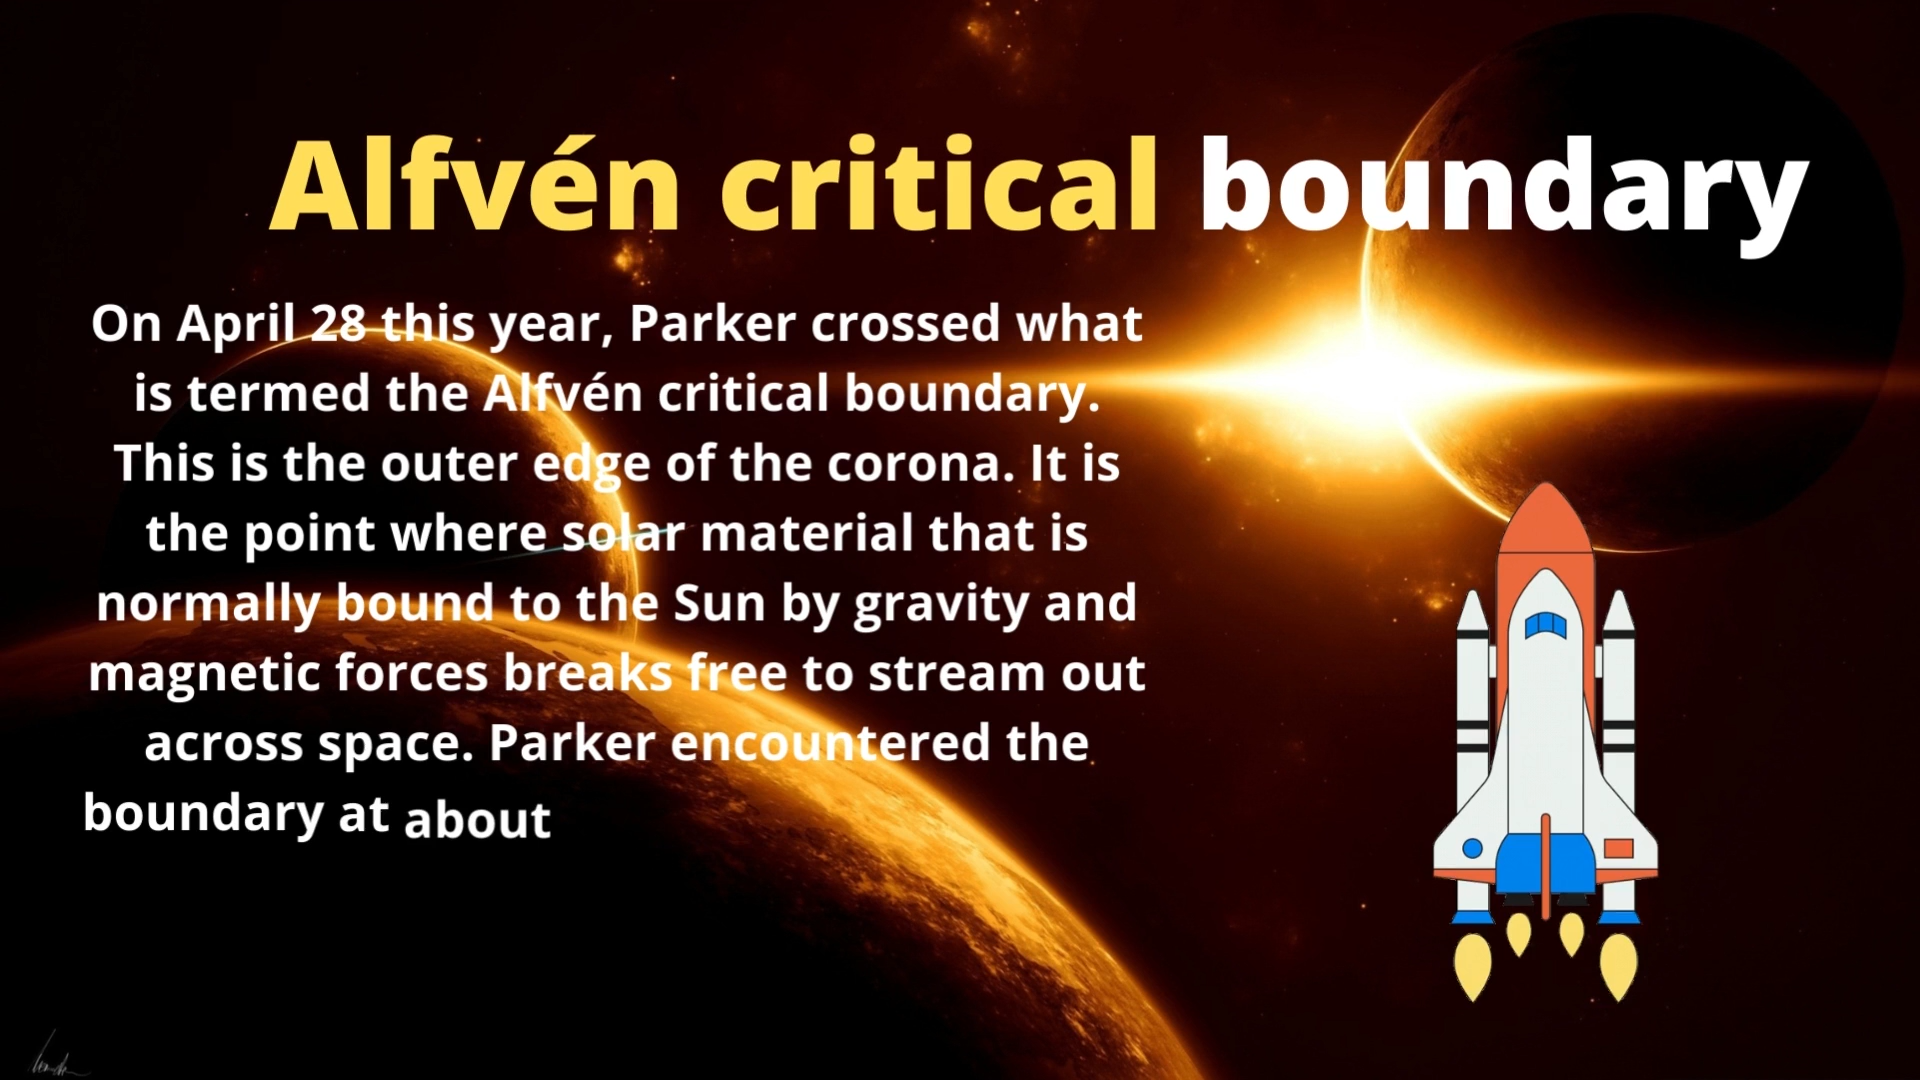 Alfvén critical boundary
On April 28 this year, Parker crossed what
is termed the Alfvén critical boundary.
This is the outer edge of the corona. It is
the point where solar material that is
normally bound to the Sun by gravity and
magnetic forces breaks free to stream out
across space. Parker encountered the
boundary at about